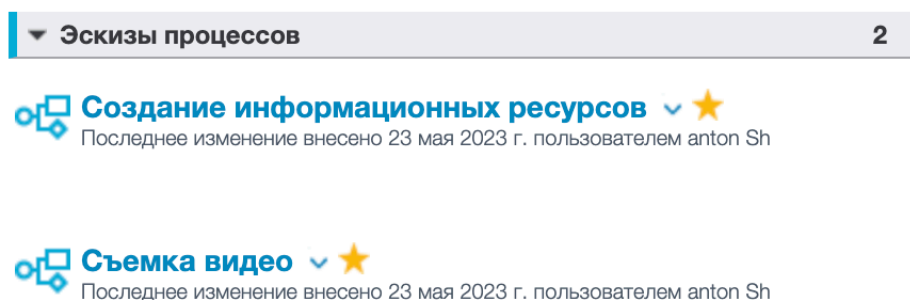 Эскизы процессов 2
Создание информационных ресурсов
Последнее изменение внесено 23 мая 2023 г. пользователем anton Sh
Съемка видео
Последнее изменение внесено 23 мая 2023 г. пользователем anton Sh